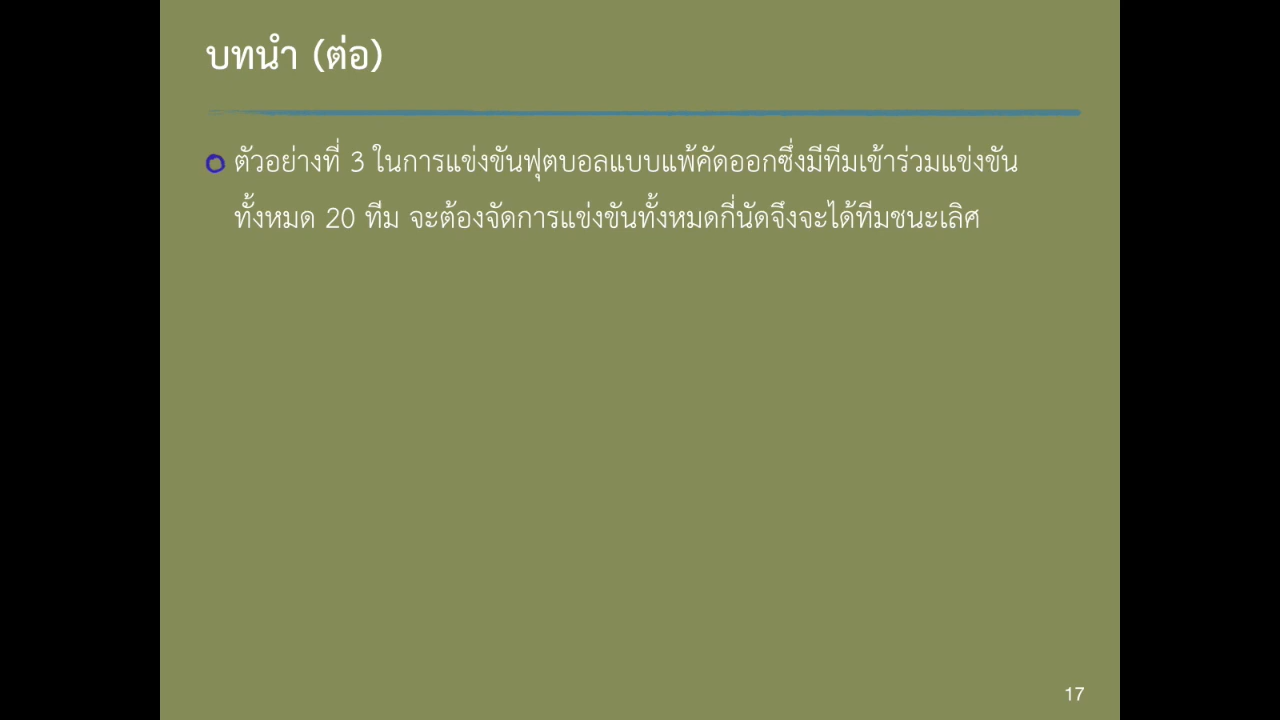 บทนำ (ต่อ)
ตัวอย่างที่ 3 ในการแข่งขันฟุตบอลแบบแพ้คัดออกซึ่งมีทีมเข้าร่วมแข่งขัน
ทั้งหมด 20 ทีม จะต้องจัดการแข่งขันทั้งหมดกี่นัดจึงจะได้ทีมชนะเลิศ
17